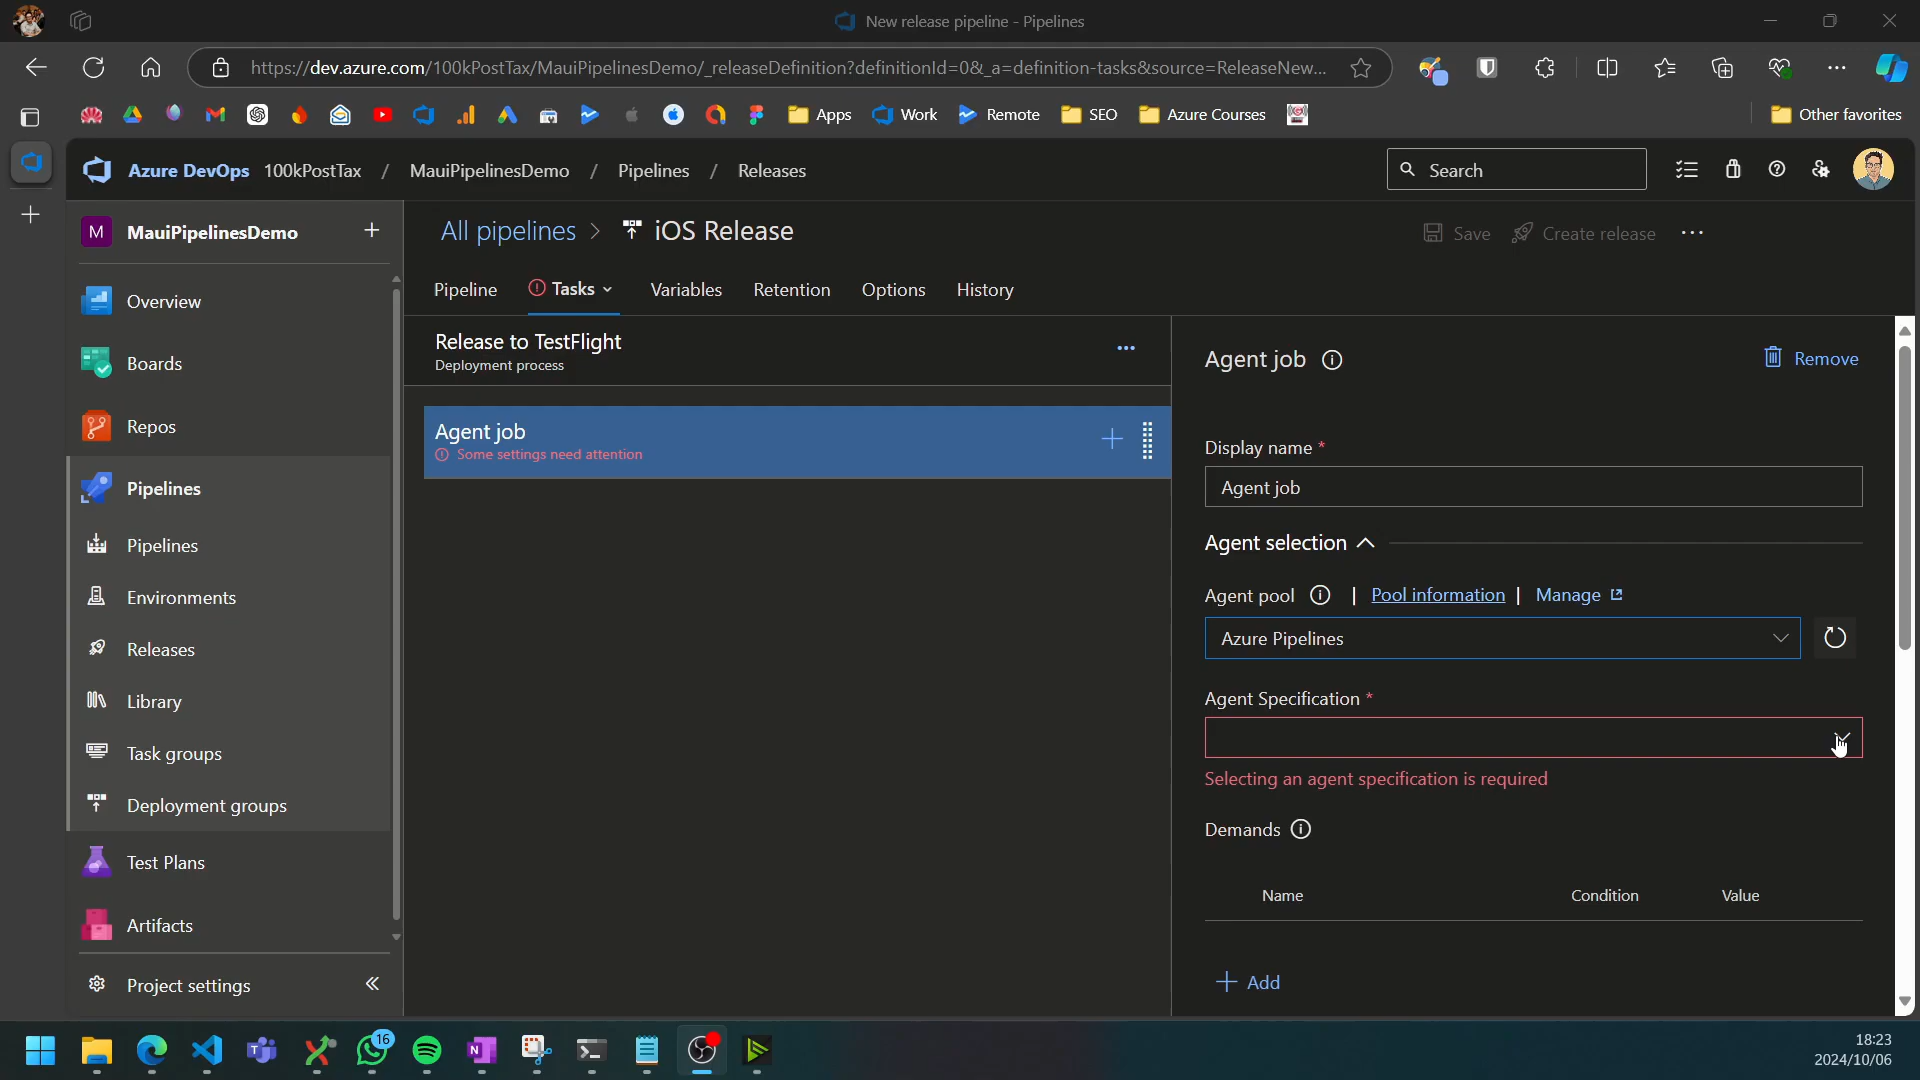 New release pipeline - Pipelines
https://dev.azure.com/100kPostTax/MauiPipelinesDemo/_releaseDefinition?definitionId=0&_a=definition-tasks&source=ReleaseNew...
Apps
Work
Remote
SEO
Azure Courses
Other favorites
Azure DevOps 100kPostTax / MauiPipelinesDemo / Pipelines / Releases
Search
M MauiPipelinesDemo
All pipelines > iOS Release
Save
Create release
Overview
Boards
Repos
Pipelines
Pipelines
Environments
Releases
Library
Task groups
Deployment groups
Test Plans
Artifacts
Project settings
Pipeline
Tasks
Variables
Retention
Options
History
Release to TestFlight
Deployment process
Agent job
Some settings need attention
Agent job
Remove
Display name *
Agent job
Agent selection
Agent pool | Pool information | Manage
Azure Pipelines
Agent Specification *
Selecting an agent specification is required
Demands
Name Condition Value
+ Add
16
18:23
2024/10/06